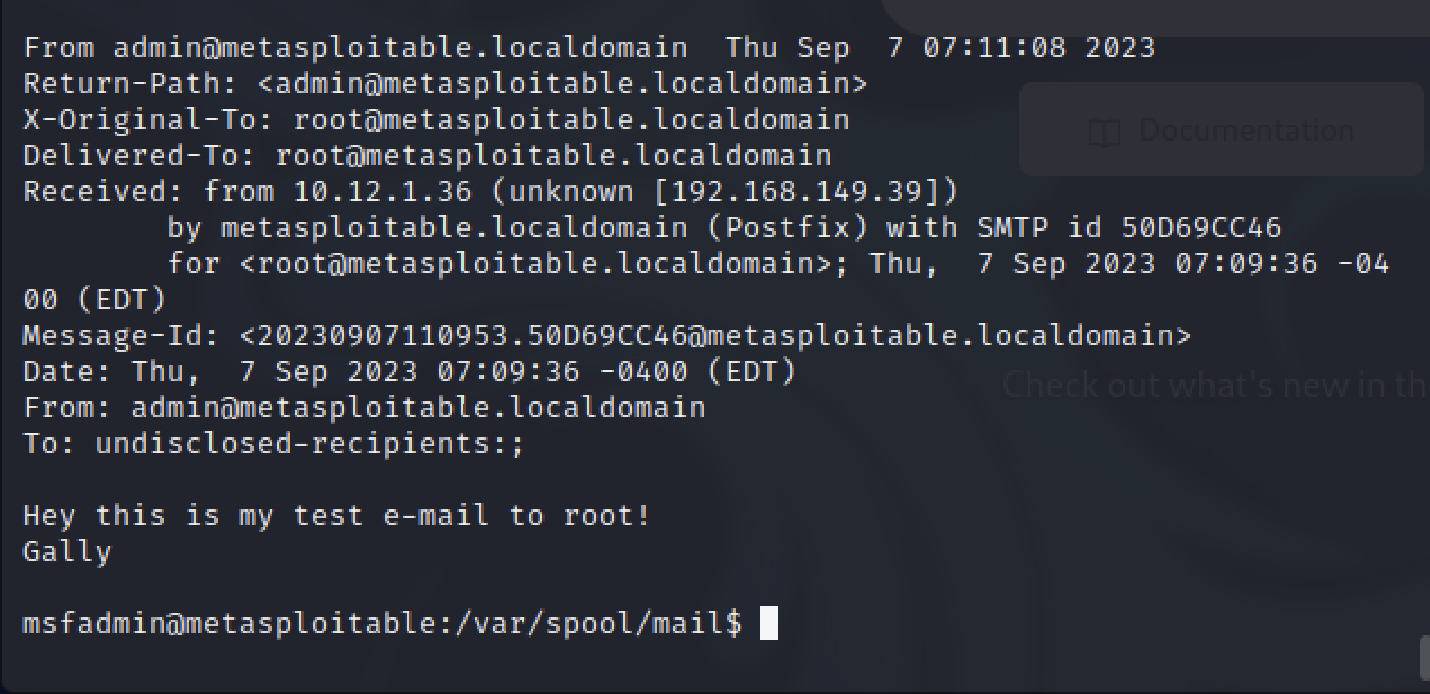 From admin@metasploitable.localdomain  Thu Sep  7 07:11:08 2023
Return-Path: <admin@metasploitable.localdomain>
X-Original-To: root@metasploitable.localdomain
Documentation
Delivered-To: root@metasploitable.localdomain
Received: from 10.12.1.36 (unknown [192.168.149.39])
        by metasploitable.localdomain (Postfix) with SMTP id 50D69CC46
        for <root@metasploitable.localdomain>; Thu,  7 Sep 2023 07:09:36 -04
00 (EDT)
Message-Id: <20230907110953.50D69CC46@metasploitable.localdomain>
Date: Thu,  7 Sep 2023 07:09:36 -0400 (EDT)
Check out what's new in th
From: admin@metasploitable.localdomain
To: undisclosed-recipients:;
Hey this is my test e-mail to root!
Gally
msfadmin@metasploitable:/var/spool/mail$